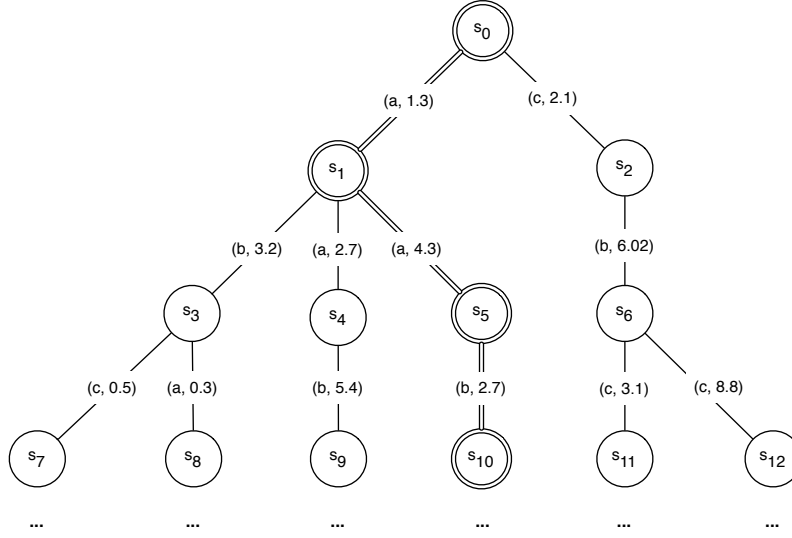 s0
(a, 1.3) (c, 2.1)
s1 s2
(b, 3.2) (a, 2.7) (a, 4.3) (b, 6.02)
s3 s4 s5 s6
(c, 0.5) (a, 0.3) (b, 5.4) (b, 2.7) (c, 3.1) (c, 8.8)
s7 s8 s9 s10 s11 s12
... ... ... ... ... ...